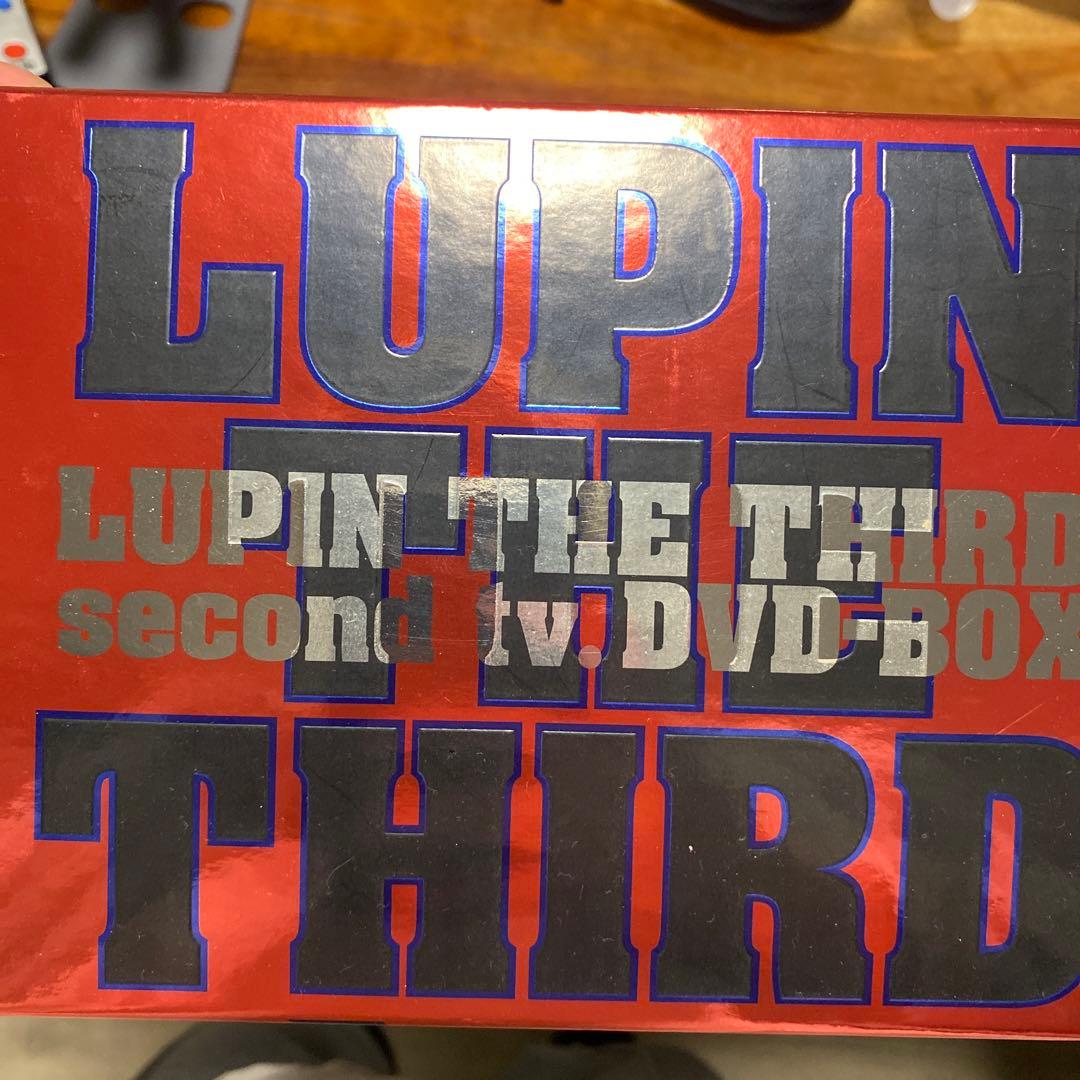 LUPIN
THE
LUPIN THE THIRD
second tv. DVD-BOX
THIRD